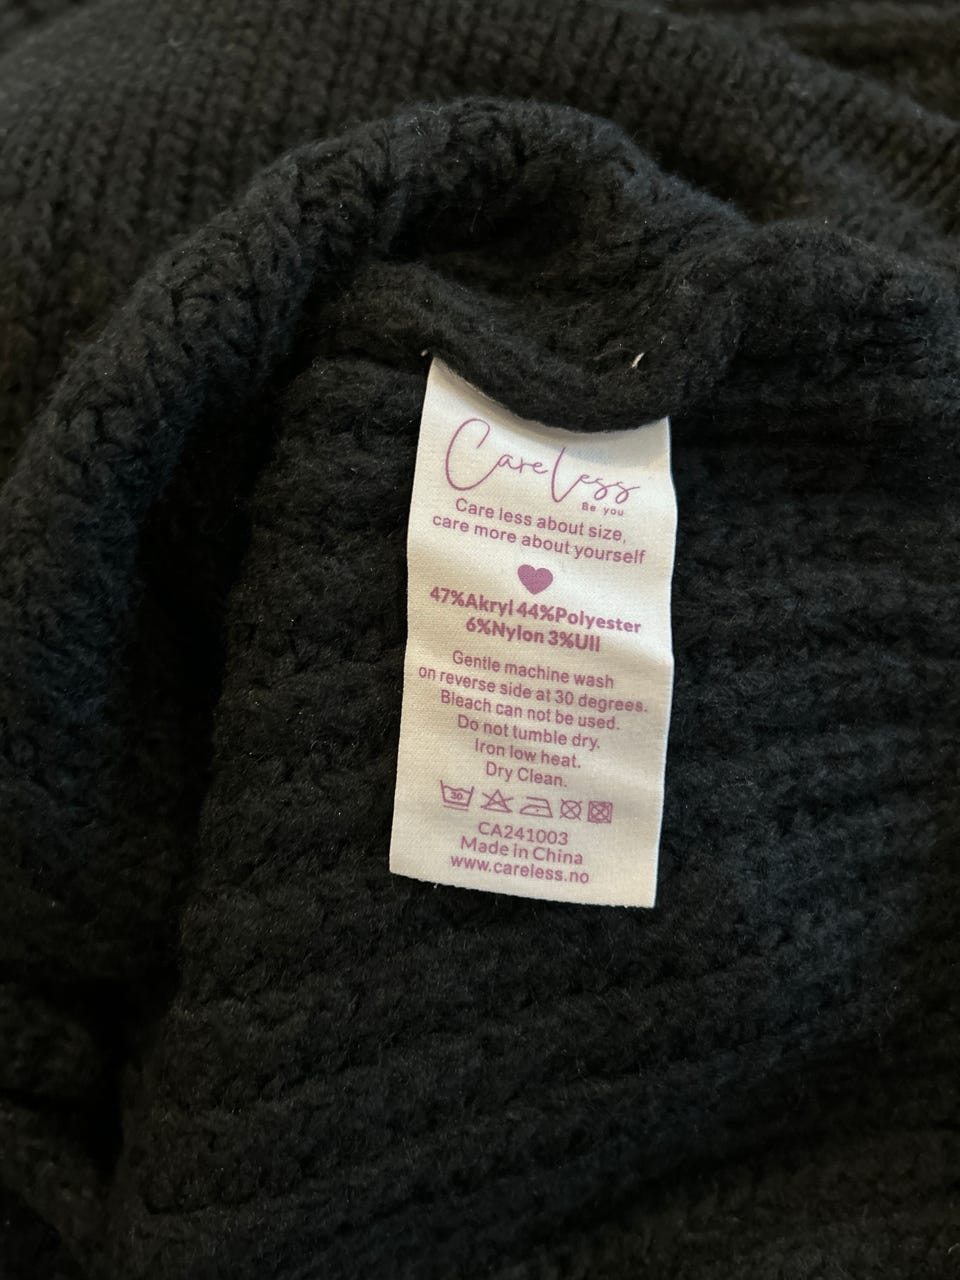 CareLess
Be you
Care less about size,
care more about yourself
47%Akryl 44%Polyester
6%Nylon 3%Ull
Gentle machine wash
on reverse side at 30 degrees.
Bleach can not be used.
Do not tumble dry.
Iron low heat.
Dry Clean.
30
CA241003
Made in China
www.careless.no